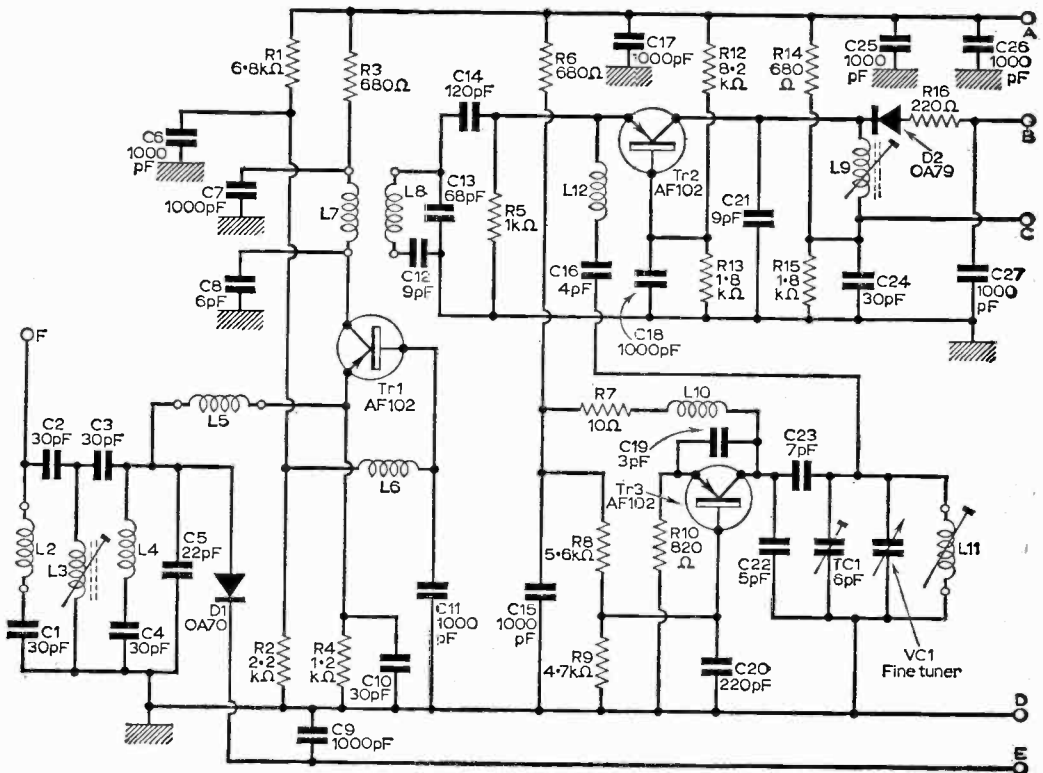 A
R1
6·8kΩ
R3
680Ω
R6
680Ω
C17
1000pF
R12
8·2
kΩ
R14
680
Ω
C25
1000
pF
C26
1000
pF
C14
120pF
R16
220Ω
B
D2
OA79
C6
1000
pF
Tr2
AF102
L9
C7
1000pF
L7
L8
C13
68pF
L12
R5
1kΩ
C21
9pF
C
C12
9pF
C16
4pF
R13
1·8
kΩ
R15
1·8
kΩ
C24
30pF
C27
1000
pF
C8
6pF
C18
1000pF
F
Tr1
AF102
L5
R7
10Ω
L10
C19
3pF
C23
7pF
C2
30pF
C3
30pF
L6
Tr3
AF102
L2
L3
L4
C5
22pF
R8
5·6kΩ
R10
820
Ω
C22
5pF
TC1
6pF
L11
D1
OA70
C11
1000
pF
C15
1000
pF
C1
30pF
C4
30pF
R2
2·2
kΩ
R4
1·2
kΩ
C10
30pF
R9
4·7kΩ
C20
220pF
VC1
Fine tuner
D
C9
1000pF
E